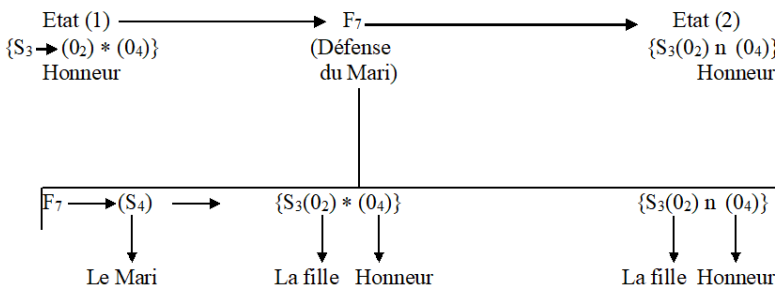 Etat (1) F₇ Etat (2)
{S₃ → (0₂) * (0₄)} (Défense {S₃(0₂) n (0₄)}
Honneur du Mari) Honneur
F₇ → (S₄) → {S₃(0₂) * (0₄)} {S₃(0₂) n (0₄)}
Le Mari La fille Honneur La fille Honneur